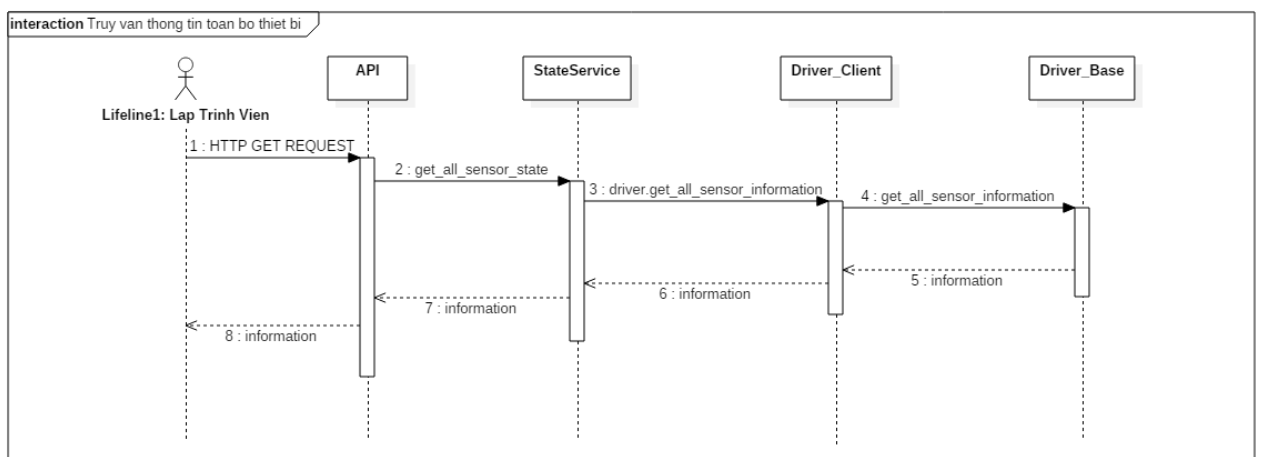 interaction Truy van thong tin toan bo thiet bi
API
StateService
Driver_Client
Driver_Base
Lifeline1: Lap Trinh Vien
1 : HTTP GET REQUEST
2 : get_all_sensor_state
3 : driver.get_all_sensor_information
4 : get_all_sensor_information
5 : information
6 : information
7 : information
8 : information